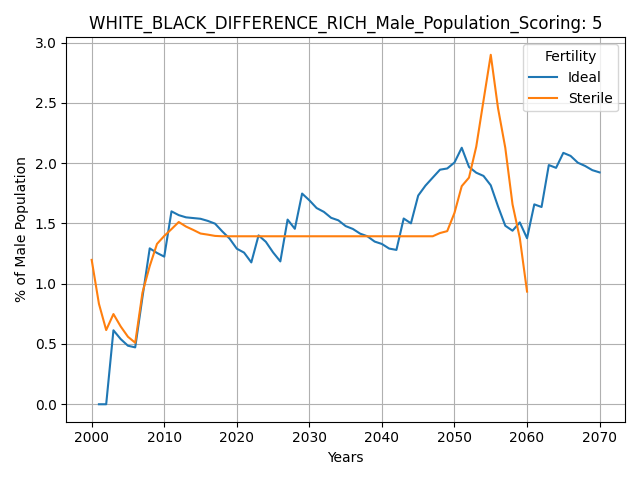 WHITE_BLACK_DIFFERENCE_RICH_Male_Population_Scoring: 5
% of Male Population
3.0
2.5
2.0
1.5
1.0
0.5
0.0
Fertility
Ideal
Sterile
2000 2010 2020 2030 2040 2050 2060 2070
Years